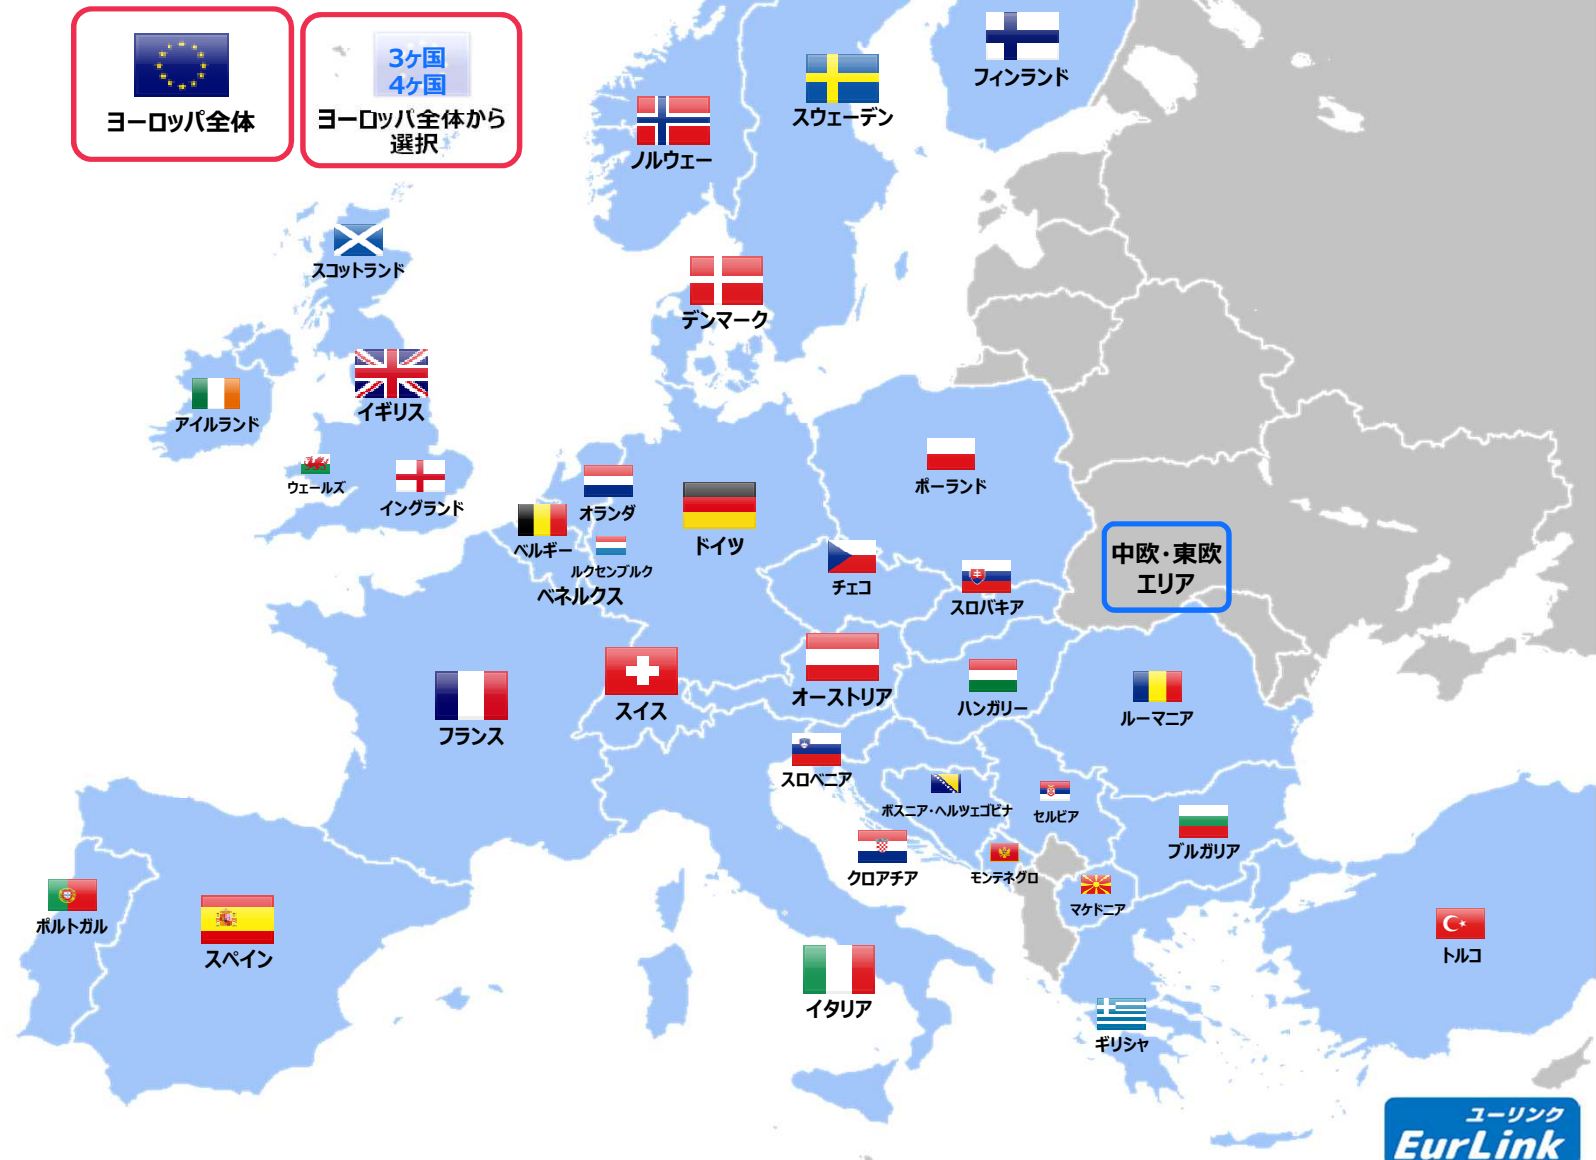 3ヶ国
4ヶ国
ヨーロッパ全体
ヨーロッパ全体から
選択
フィンランド
スウェーデン
ノルウェー
スコットランド
デンマーク
イギリス
アイルランド
ウェールズ
イングランド
オランダ
ベルギー
ルクセンブルク
ベネルクス
ドイツ
ポーランド
中欧・東欧
エリア
チェコ
スロバキア
スイス
オーストリア
ハンガリー
ルーマニア
フランス
スロベニア
ボスニア・ヘルツェゴビナ
セルビア
ブルガリア
クロアチア
モンテネグロ
マケドニア
ポルトガル
スペイン
イタリア
トルコ
ギリシャ
ユーリンク
EurLink